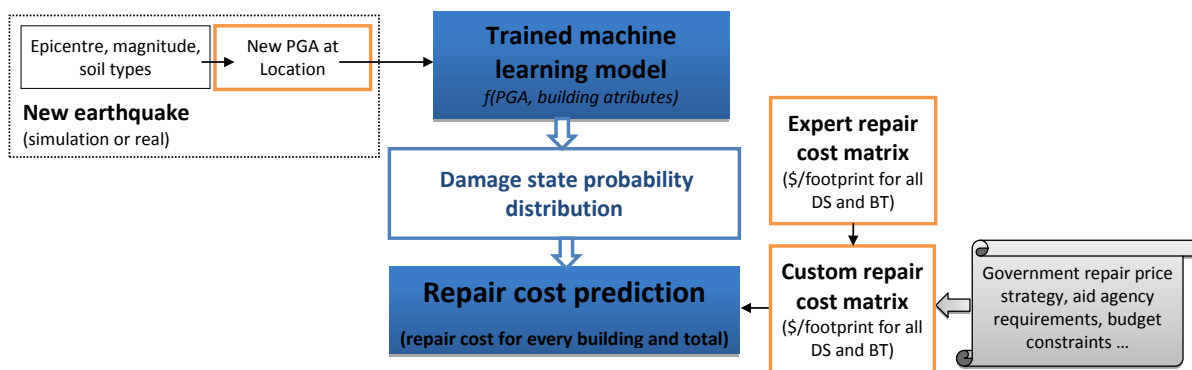 Epicentre, magnitude,
soil types
New PGA at
Location
New earthquake
(simulation or real)
Trained machine
learning model
f(PGA, building atributes)
Damage state probability
distribution
Repair cost prediction
(repair cost for every building and total)
Expert repair
cost matrix
($/footprint for all
DS and BT)
Custom repair
cost matrix
($/footprint for all
DS and BT)
Government repair price
strategy, aid agency
requirements, budget
constraints …